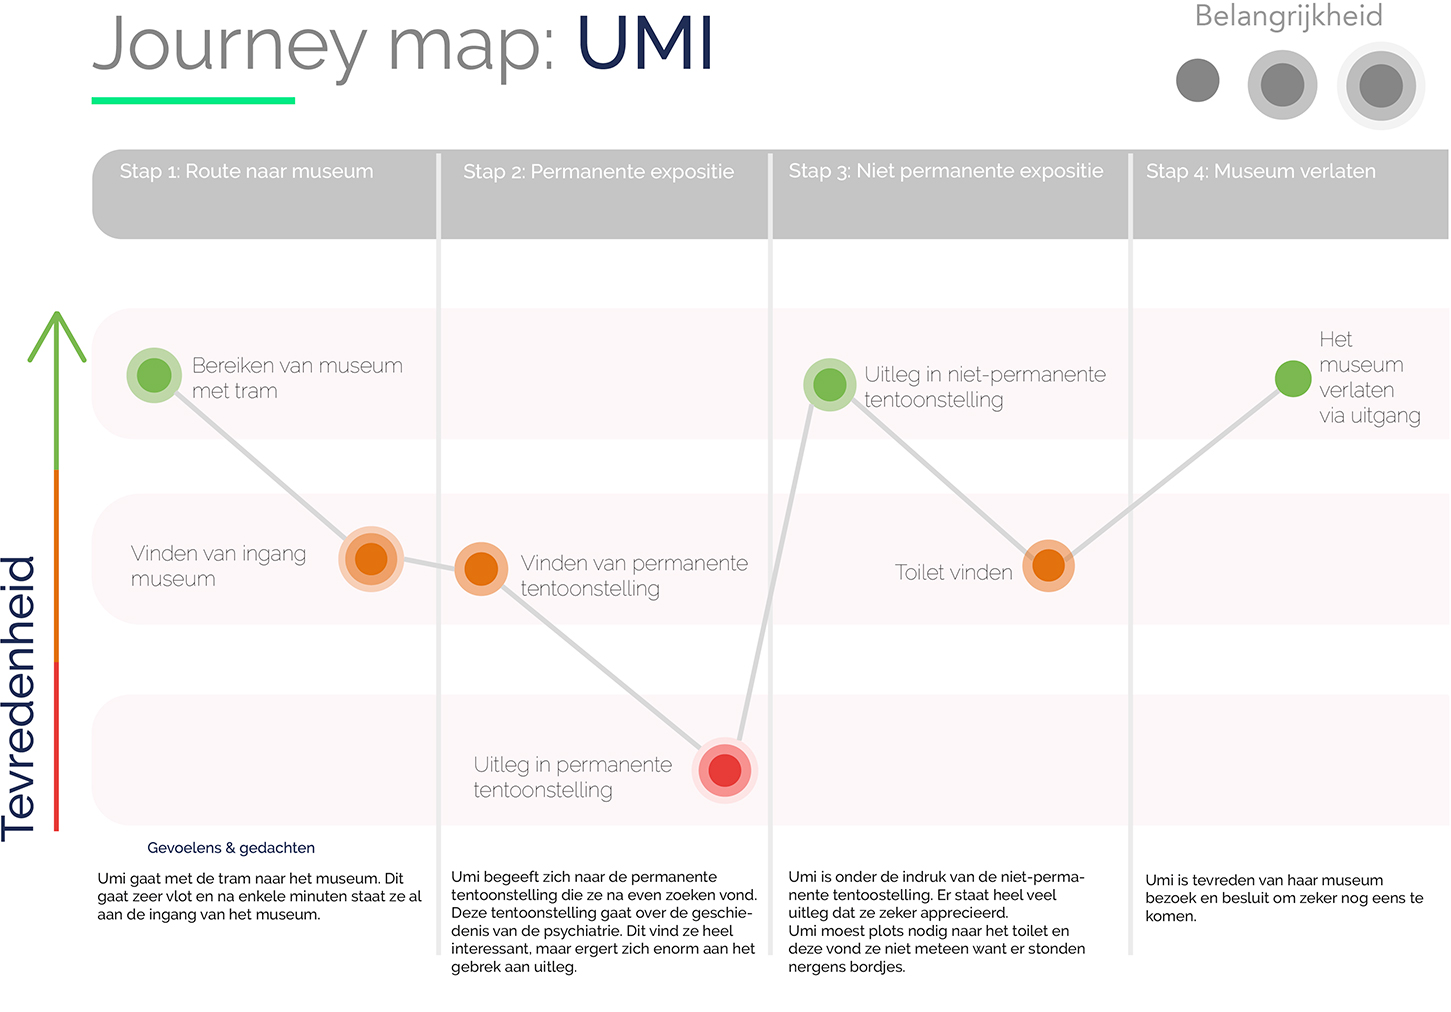 Journey map: UMI
Belangrijkheid
Stap 1: Route naar museum
Stap 2: Permanente expositie
Stap 3: Niet permanente expositie
Stap 4: Museum verlaten
Tevredenheid
Bereiken van museum
met tram
Vinden van ingang
museum
Vinden van permanente
tentoonstelling
Uitleg in permanente
tentoonstelling
Uitleg in niet-permanente
tentoonstelling
Toilet vinden
Het
museum
verlaten
via uitgang
Gevoelens & gedachten
Umi gaat met de tram naar het museum. Dit
gaat zeer vlot en na enkele minuten staat ze al
aan de ingang van het museum.
Umi begeeft zich naar de permanente
tentoonstelling die ze na even zoeken vond.
Deze tentoonstelling gaat over de geschie-
denis van de psychiatrie. Dit vind ze heel
interessant, maar ergert zich enorm aan het
gebrek aan uitleg.
Umi is onder de indruk van de niet-perma-
nente tentoostelling. Er staat heel veel
uitleg dat ze zeker apprecieerd.
Umi moest plots nodig naar het toilet en
deze vond ze niet meteen want er stonden
nergens bordjes.
Umi is tevreden van haar museum
bezoek en besluit om zeker nog eens te
komen.